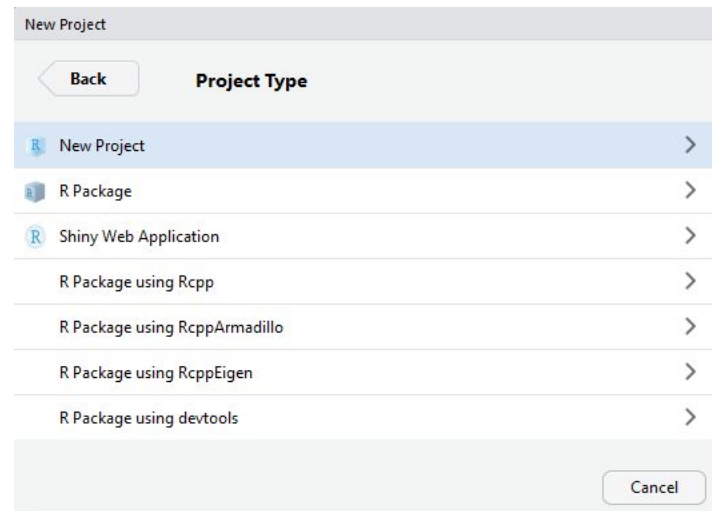 New Project
Back Project Type
R New Project
R R Package
R Shiny Web Application
R Package using Rcpp
R Package using RcppArmadillo
R Package using RcppEigen
R Package using devtools
Cancel